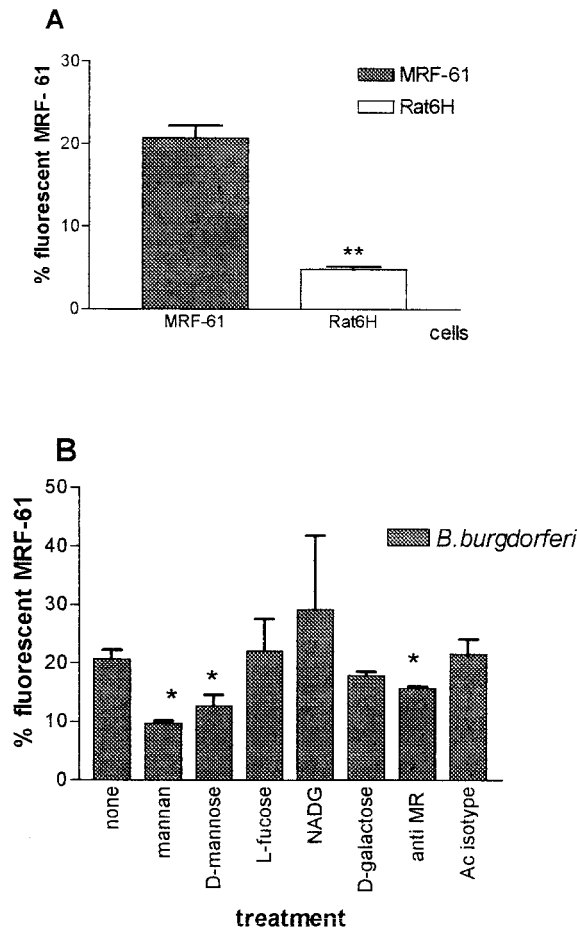 A
% fluorescent MRF- 61
30
20
10
0
MRF-61
Rat6H
**
MRF-61
Rat6H
cells
B
% fluorescent MRF-61
50
40
30
20
10
0
B.burgdorferi
*
*
*
none
mannan
D-mannose
L-fucose
NADG
D-galactose
anti MR
Ac isotype
treatment